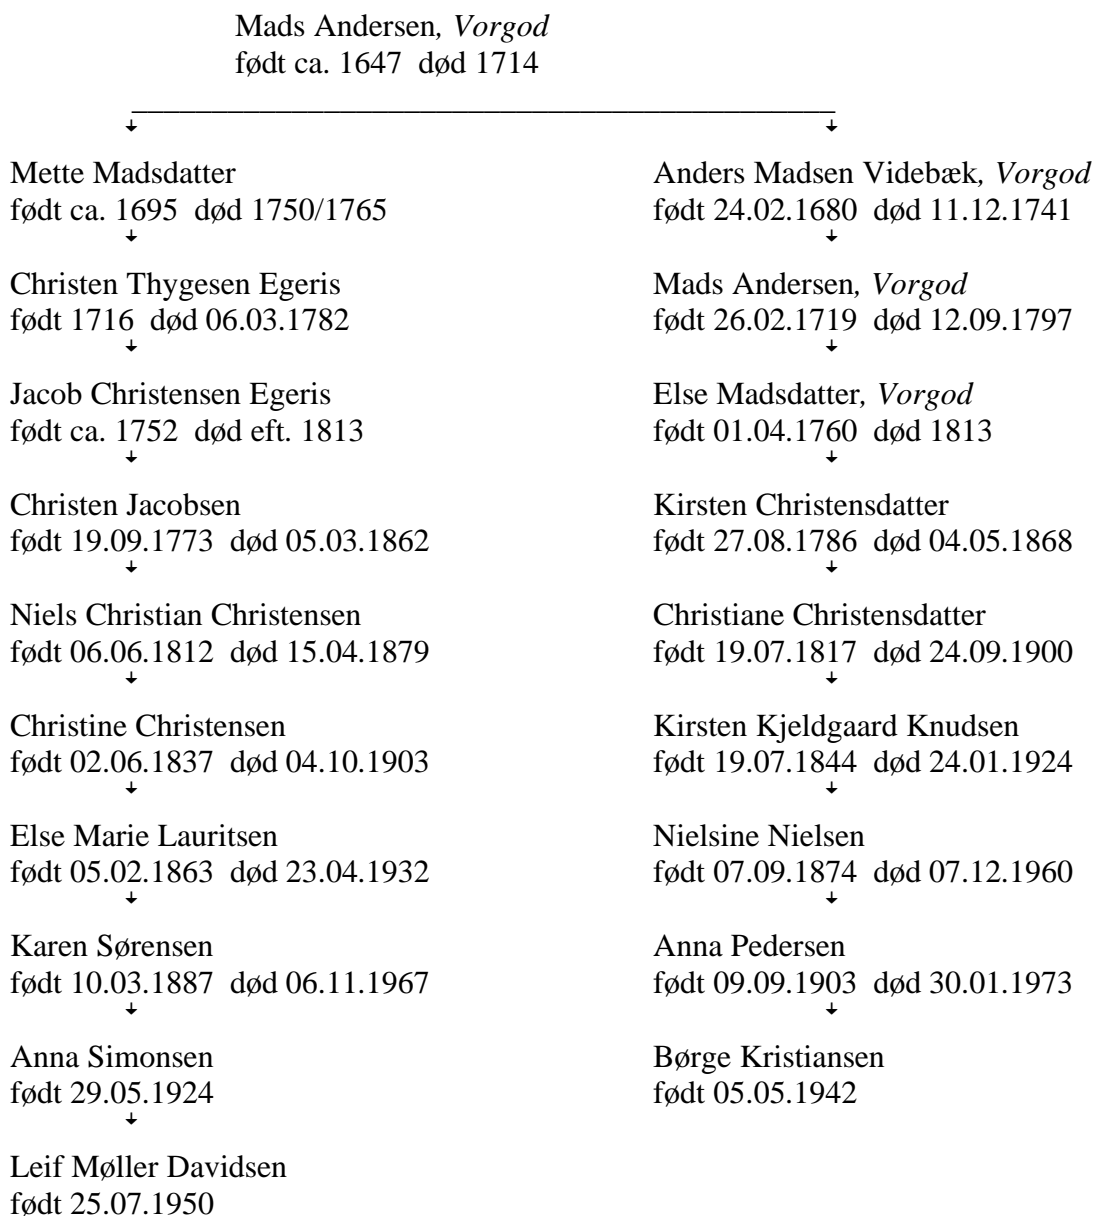 Mads Andersen, Vorgod
født ca. 1647 død 1714
Mette Madsdatter
født ca. 1695 død 1750/1765
Christen Thygesen Egeris
født 1716 død 06.03.1782
Jacob Christensen Egeris
født ca. 1752 død eft. 1813
Christen Jacobsen
født 19.09.1773 død 05.03.1862
Niels Christian Christensen
født 06.06.1812 død 15.04.1879
Christine Christensen
født 02.06.1837 død 04.10.1903
Else Marie Lauritsen
født 05.02.1863 død 23.04.1932
Karen Sørensen
født 10.03.1887 død 06.11.1967
Anna Simonsen
født 29.05.1924
Leif Møller Davidsen
født 25.07.1950
Anders Madsen Videbæk, Vorgod
født 24.02.1680 død 11.12.1741
Mads Andersen, Vorgod
født 26.02.1719 død 12.09.1797
Else Madsdatter, Vorgod
født 01.04.1760 død 1813
Kirsten Christensdatter
født 27.08.1786 død 04.05.1868
Christiane Christensdatter
født 19.07.1817 død 24.09.1900
Kirsten Kjeldgaard Knudsen
født 19.07.1844 død 24.01.1924
Nielsine Nielsen
født 07.09.1874 død 07.12.1960
Anna Pedersen
født 09.09.1903 død 30.01.1973
Børge Kristiansen
født 05.05.1942